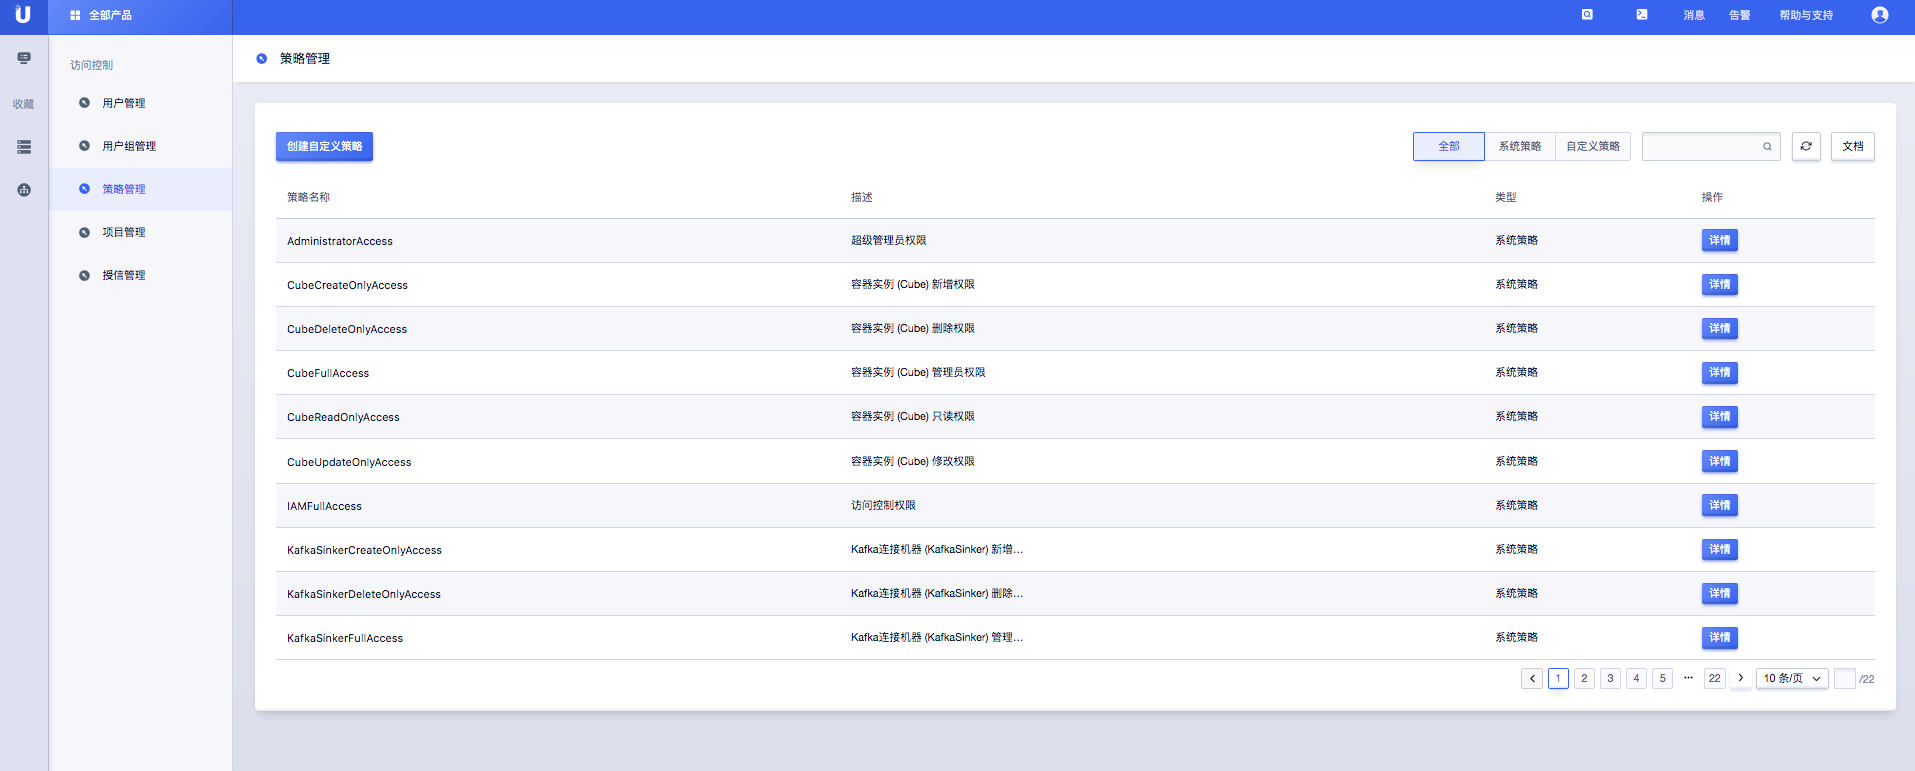 U
全部产品
消息
告警
帮助与支持
收藏
访问控制
用户管理
用户组管理
策略管理
项目管理
授信管理
策略管理
创建自定义策略
全部
系统策略
自定义策略
文档
策略名称 描述 类型 操作
AdministratorAccess 超级管理员权限 系统策略 详情
CubeCreateOnlyAccess 容器实例 (Cube) 新增权限 系统策略 详情
CubeDeleteOnlyAccess 容器实例 (Cube) 删除权限 系统策略 详情
CubeFullAccess 容器实例 (Cube) 管理员权限 系统策略 详情
CubeReadOnlyAccess 容器实例 (Cube) 只读权限 系统策略 详情
CubeUpdateOnlyAccess 容器实例 (Cube) 修改权限 系统策略 详情
IAMFullAccess 访问控制权限 系统策略 详情
KafkaSinkerCreateOnlyAccess Kafka连接机器 (KafkaSinker) 新增... 系统策略 详情
KafkaSinkerDeleteOnlyAccess Kafka连接机器 (KafkaSinker) 删除... 系统策略 详情
KafkaSinkerFullAccess Kafka连接机器 (KafkaSinker) 管理... 系统策略 详情
1 2 3 4 5 ··· 22 10 条/页 /22